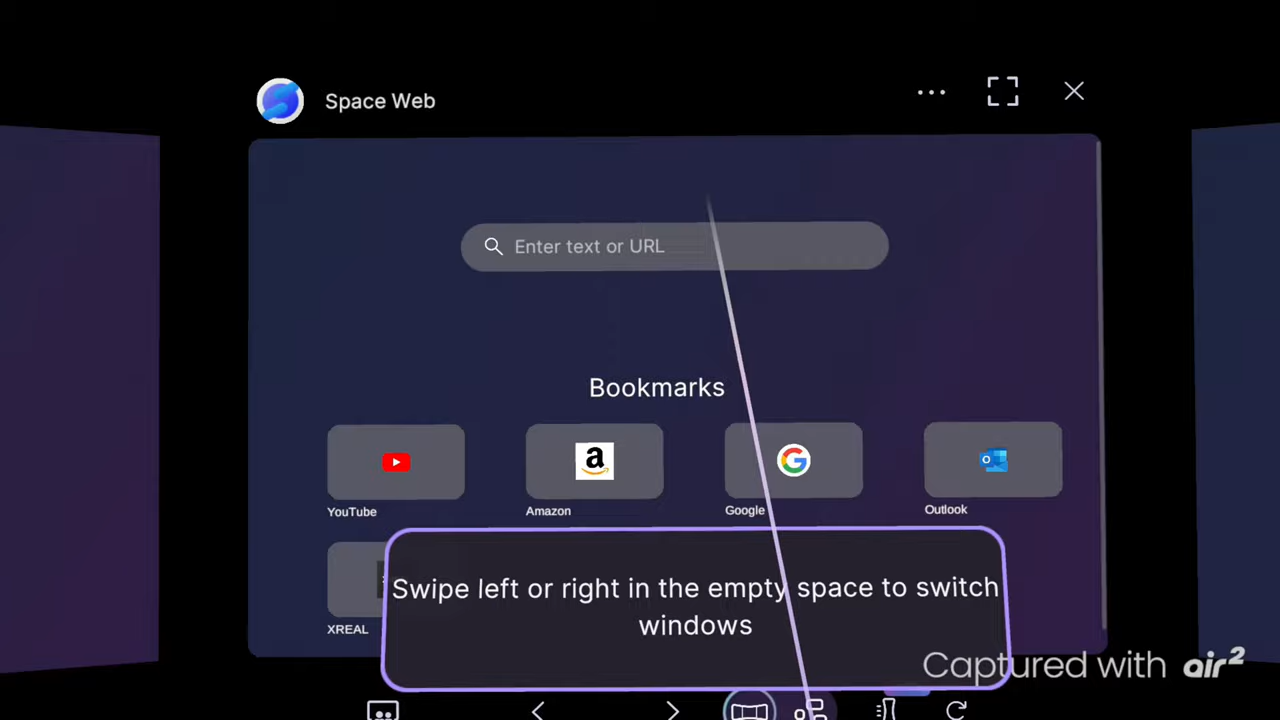 Space Web
Enter text or URL
Bookmarks
YouTube
Amazon
Google
Outlook
Swipe left or right in the empty space to switch
windows
XREAL
Captured with air2